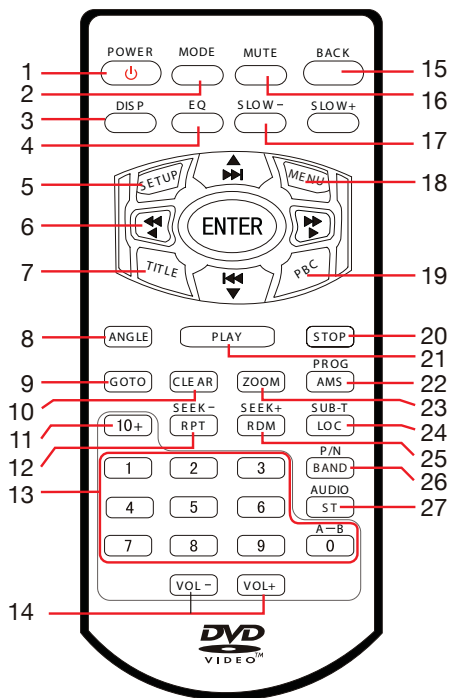 POWER MODE MUTE BACK
1 15
2 16
DISP EQ SLOW- SLOW+
3
4 17
5 SETUP MENU 18
6 ENTER
7 TITLE PBC 19
8 ANGLE PLAY STOP 20
21
PROG
9 GOTO CLEAR ZOOM AMS 22
10 23
SEEK- SEEK+ SUB-T
11 10+ RPT RDM LOC 24
12 25
P/N
13 1 2 3 BAND 26
AUDIO
4 5 6 ST 27
A-B
7 8 9 0
14 VOL- VOL+
DVD
VIDEO TM